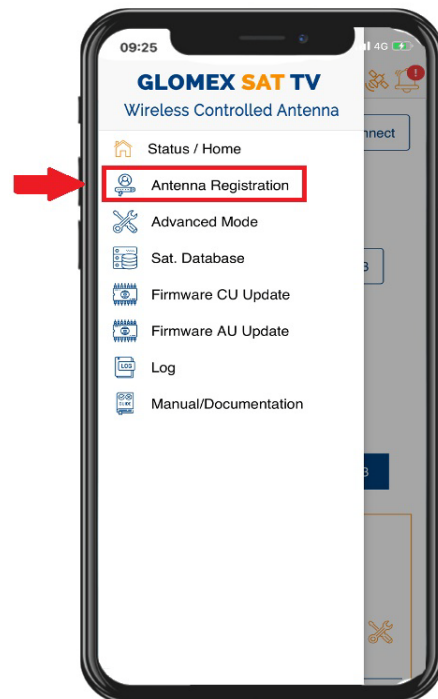 09:25
4G
GLOMEX SAT TV
Wireless Controlled Antenna
Status / Home
Antenna Registration
Advanced Mode
Sat. Database
Firmware CU Update
Firmware AU Update
LOG
Log
Manual/Documentation